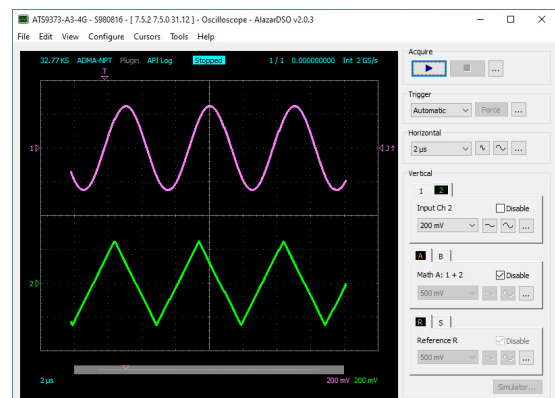 ATS9373-A3-4G - S980816 - [ 7.5.2 7.5.0 31.12 ] - Oscilloscope - AlazarDSO v2.0.3
File Edit View Configure Cursors Tools Help
32.77 KS ADMA-NPT Plugin API Log Stopped 1 / 1 0.000000000 Int 2 GS/s
T
1
J
2
2 µs 200 mV 200 mV
Acquire
...
Trigger
Automatic Force ...
Horizontal
2 µs ...
Vertical
1 2
Input Ch 2 Disable
200 mV ...
A B
Math A: 1 + 2 Disable
500 mV ...
R S
Reference R Disable
500 mV ...
Simulator...